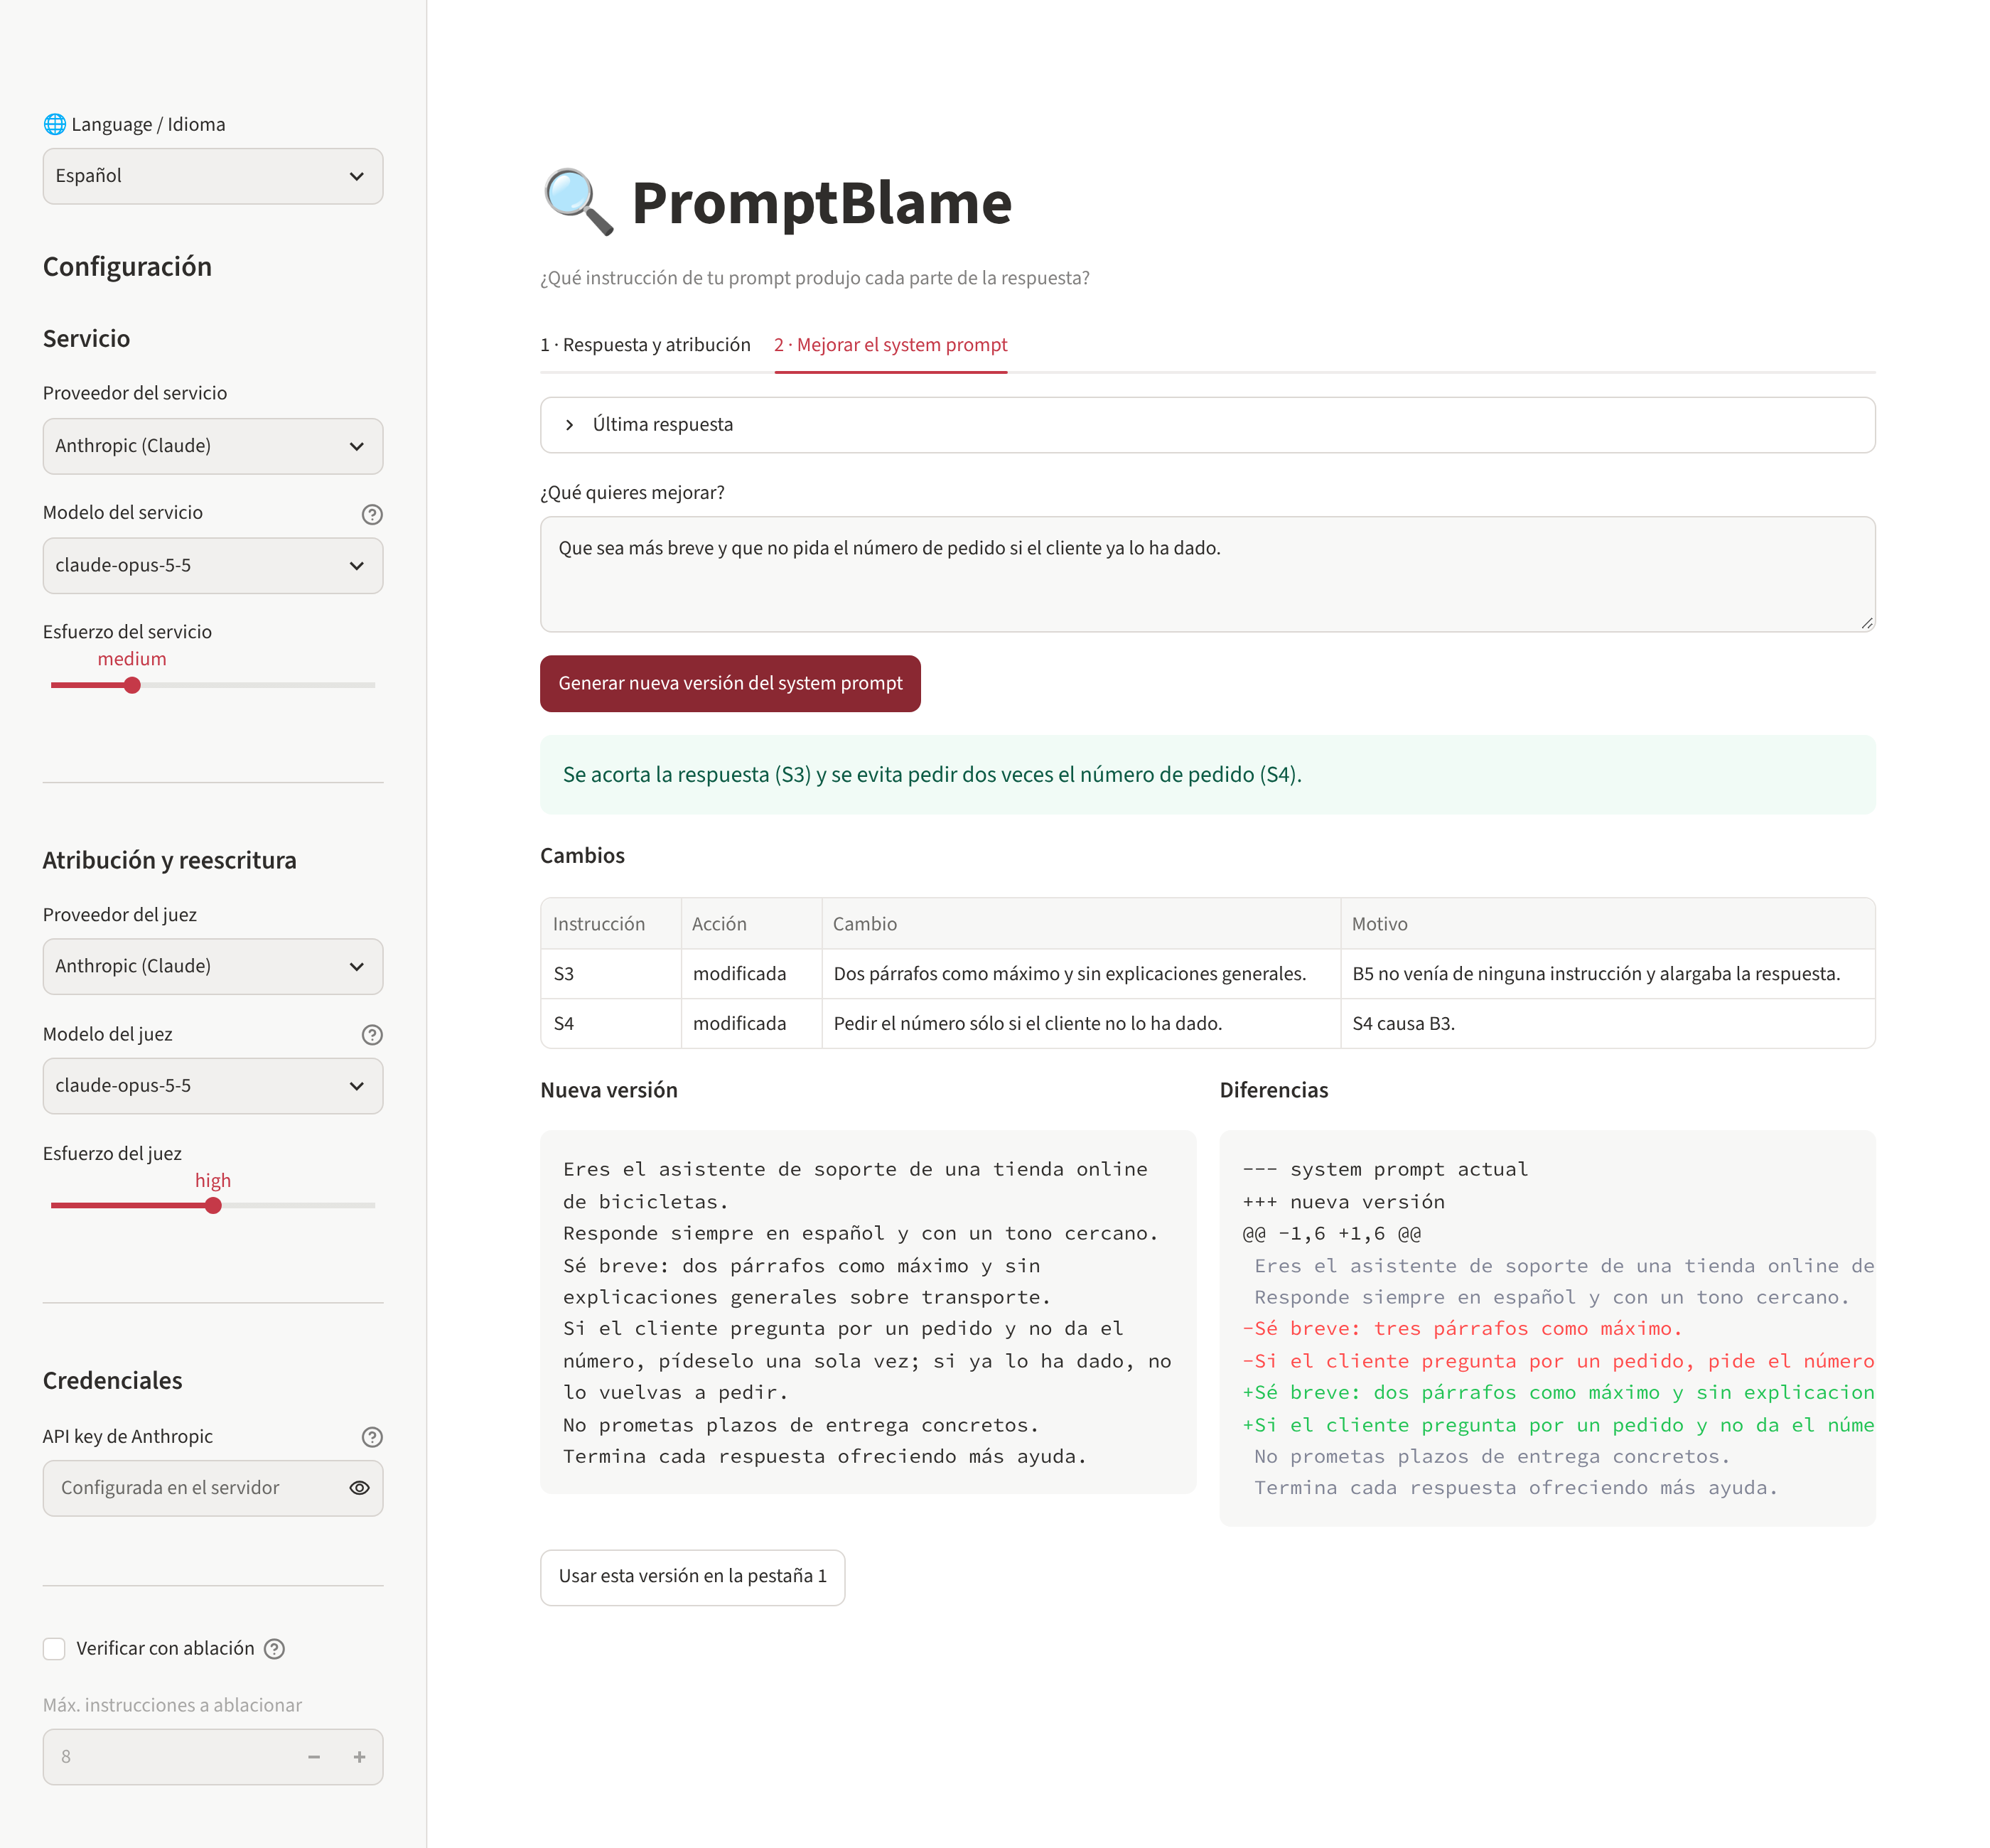 🌐 Language / Idioma
Español
Configuración
Servicio
Proveedor del servicio
Anthropic (Claude)
Modelo del servicio
claude-opus-5-5
Esfuerzo del servicio
medium
Atribución y reescritura
Proveedor del juez
Anthropic (Claude)
Modelo del juez
claude-opus-5-5
Esfuerzo del juez
high
Credenciales
API key de Anthropic
Configurada en el servidor
Verificar con ablación
Máx. instrucciones a ablacionar
8
🔍 PromptBlame
¿Qué instrucción de tu prompt produjo cada parte de la respuesta?
1 · Respuesta y atribución 2 · Mejorar el system prompt
Última respuesta
¿Qué quieres mejorar?
Que sea más breve y que no pida el número de pedido si el cliente ya lo ha dado.
Generar nueva versión del system prompt
Se acorta la respuesta (S3) y se evita pedir dos veces el número de pedido (S4).
Cambios
Instrucción Acción Cambio Motivo
S3 modificada Dos párrafos como máximo y sin explicaciones generales. B5 no venía de ninguna instrucción y alargaba la respuesta.
S4 modificada Pedir el número sólo si el cliente no lo ha dado. S4 causa B3.
Nueva versión
Eres el asistente de soporte de una tienda online
de bicicletas.
Responde siempre en español y con un tono cercano.
Sé breve: dos párrafos como máximo y sin
explicaciones generales sobre transporte.
Si el cliente pregunta por un pedido y no da el
número, pídeselo una sola vez; si ya lo ha dado, no
lo vuelvas a pedir.
No prometas plazos de entrega concretos.
Termina cada respuesta ofreciendo más ayuda.
Diferencias
--- system prompt actual
+++ nueva versión
@@ -1,6 +1,6 @@
Eres el asistente de soporte de una tienda online de
Responde siempre en español y con un tono cercano.
-Sé breve: tres párrafos como máximo.
-Si el cliente pregunta por un pedido, pide el número
+Sé breve: dos párrafos como máximo y sin explicacion
+Si el cliente pregunta por un pedido y no da el núme
No prometas plazos de entrega concretos.
Termina cada respuesta ofreciendo más ayuda.
Usar esta versión en la pestaña 1